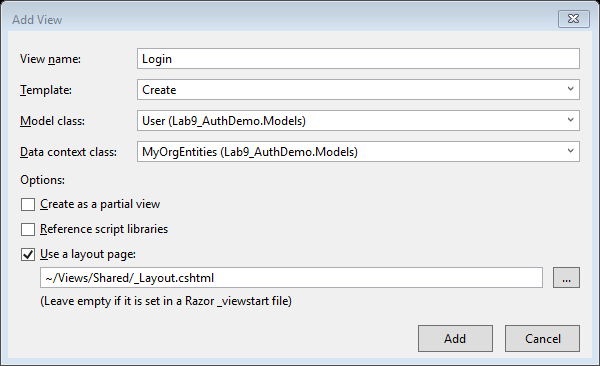 Add View
View name: Login
Template: Create
Model class: User (Lab9_AuthDemo.Models)
Data context class: MyOrgEntities (Lab9_AuthDemo.Models)
Options:
Create as a partial view
Reference script libraries
Use a layout page:
~/Views/Shared/_Layout.cshtml ...
(Leave empty if it is set in a Razor _viewstart file)
Add Cancel